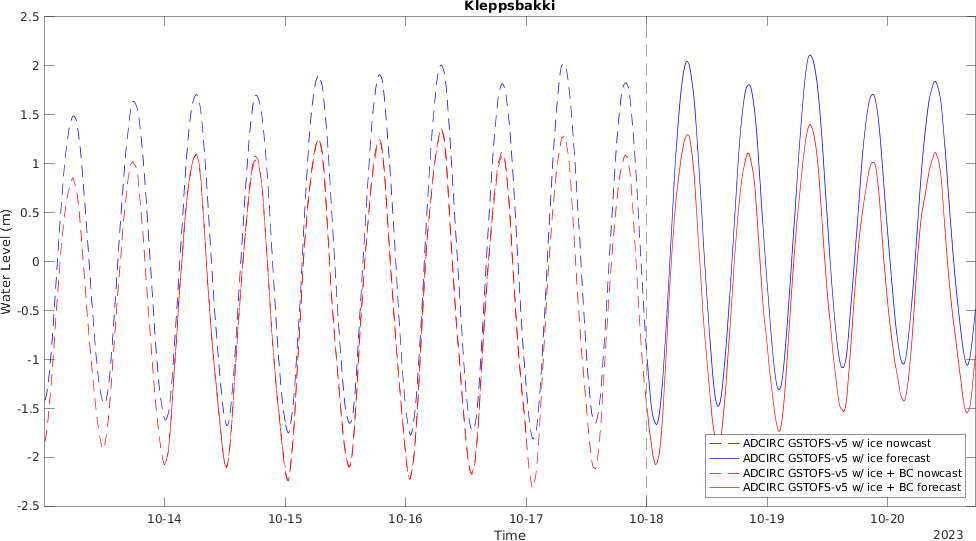 Kleppsbakki
2.5
2
1.5
1
0.5
0
-0.5
-1
-1.5
-2
-2.5
Water Level (m)
10-14 10-15 10-16 10-17 10-18 10-19 10-20
Time
2023
ADCIRC GSTOFS-v5 w/ ice nowcast
ADCIRC GSTOFS-v5 w/ ice forecast
ADCIRC GSTOFS-v5 w/ ice + BC nowcast
ADCIRC GSTOFS-v5 w/ ice + BC forecast